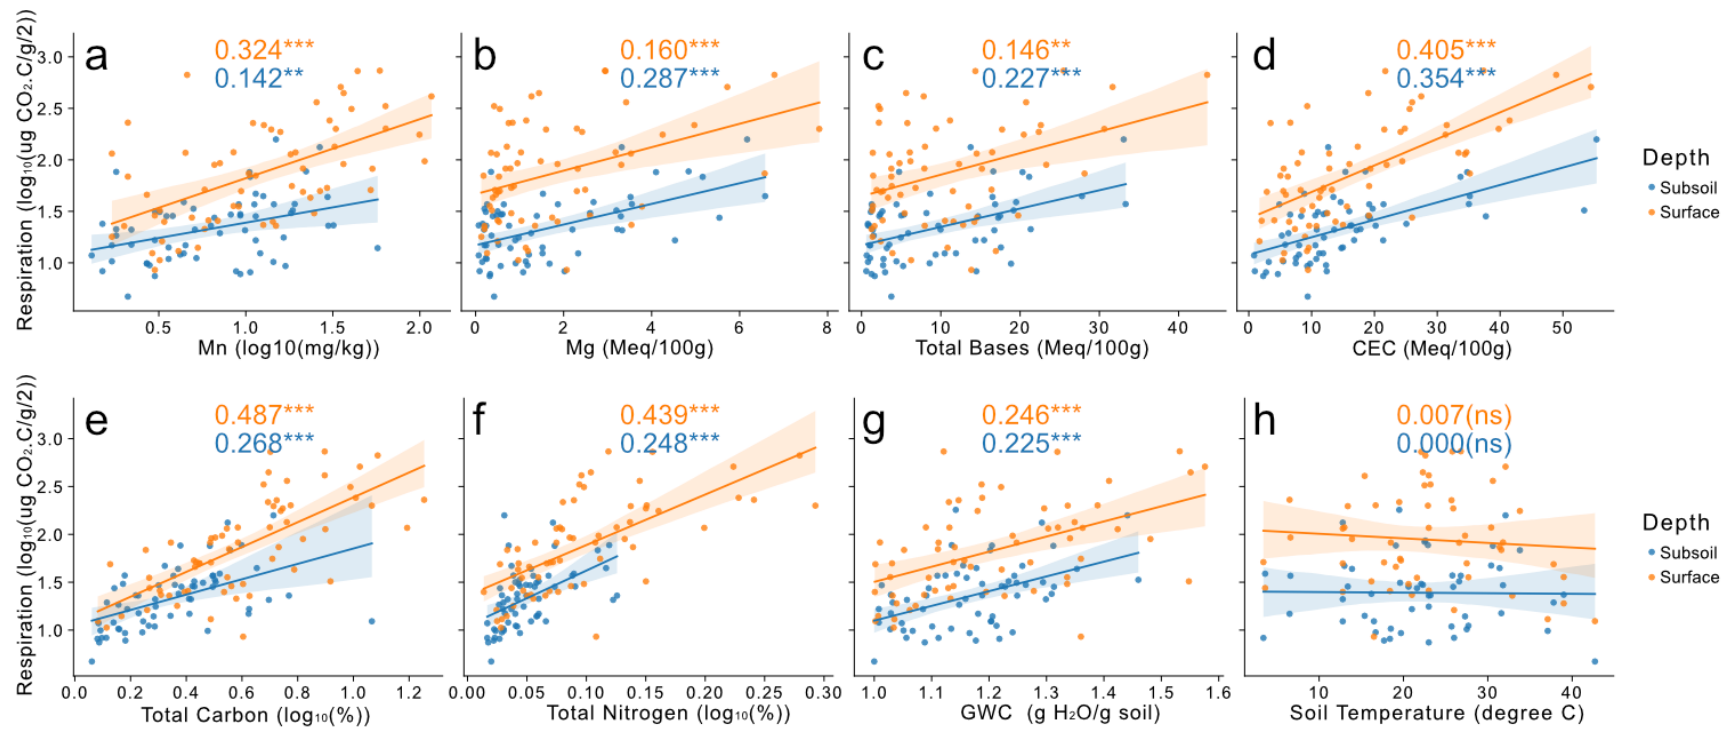 Respiration (log10(ug CO2.C/g/2))
a
0.324***
0.142**
3.0
2.5
2.0
1.5
1.0
0.5
1.0
1.5
2.0
Mn (log10(mg/kg))
b
0.160***
0.287***
0
2
4
6
8
Mg (Meq/100g)
c
0.146**
0.227***
0
10
20
30
40
Total Bases (Meq/100g)
d
0.405***
0.354***
0
10
20
30
40
50
CEC (Meq/100g)
Depth
Subsoil
Surface
Respiration (log10(ug CO2.C/g/2))
e
0.487***
0.268***
3.0
2.5
2.0
1.5
1.0
0.0
0.2
0.4
0.6
0.8
1.0
1.2
Total Carbon (log10(%))
f
0.439***
0.248***
0.00
0.05
0.10
0.15
0.20
0.25
0.30
Total Nitrogen (log10(%))
g
0.246***
0.225***
1.0
1.1
1.2
1.3
1.4
1.5
1.6
GWC (g H2O/g soil)
h
0.007(ns)
0.000(ns)
10
20
30
40
Soil Temperature (degree C)
Depth
Subsoil
Surface